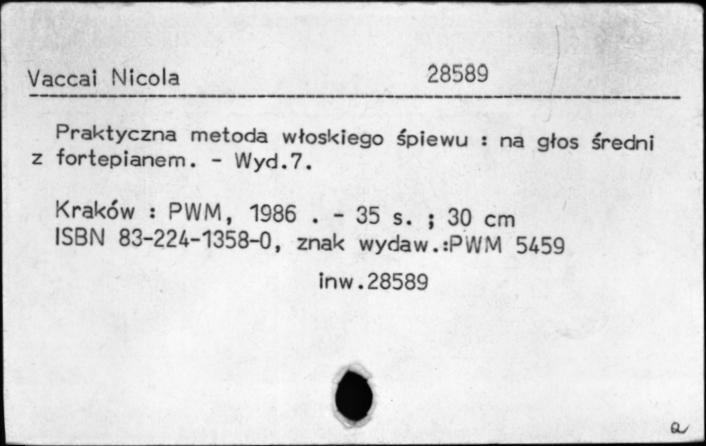 Vaccai Nicola 28589
Praktyczna metoda włoskiego śpiewu : na głos średni
z fortepianem. - Wyd.7.
Kraków : PWM, 1986 . - 35 s. ; 30 cm
ISBN 83-224-1358-0, znak wydaw.:PWM 5459
inw.28589